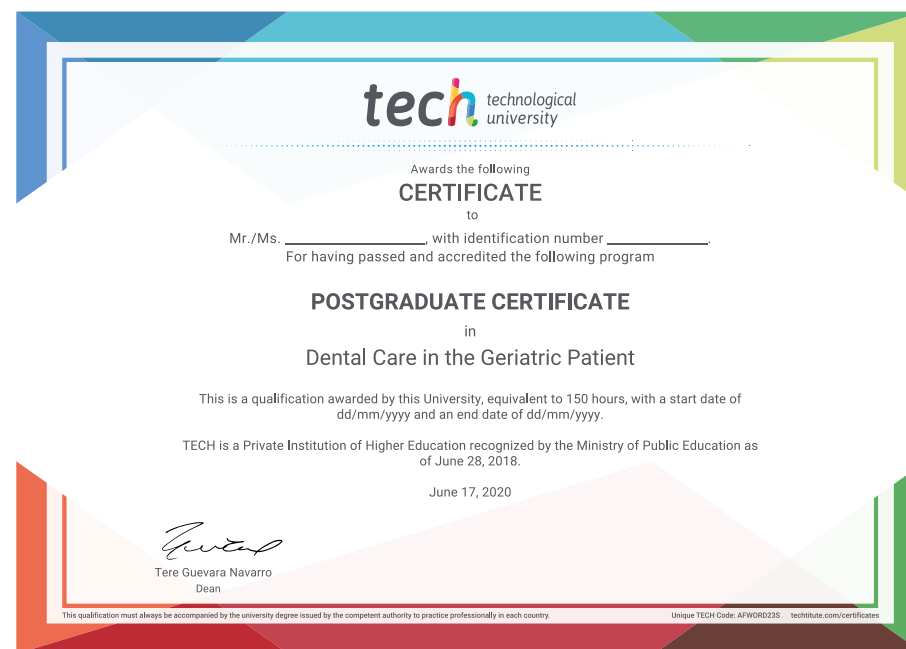 tech technological
university
Awards the following
CERTIFICATE
to
Mr./Ms. ____________________, with identification number ______________.
For having passed and accredited the following program
POSTGRADUATE CERTIFICATE
in
Dental Care in the Geriatric Patient
This is a qualification awarded by this University, equivalent to 150 hours, with a start date of
dd/mm/yyyy and an end date of dd/mm/yyyy.
TECH is a Private Institution of Higher Education recognized by the Ministry of Public Education as
of June 28, 2018.
June 17, 2020
Tere Guevara Navarro
Dean
This qualification must always be accompanied by the university degree issued by the competent authority to practice professionally in each country. Unique TECH Code: AFWORD23S techtitute.com/certificates